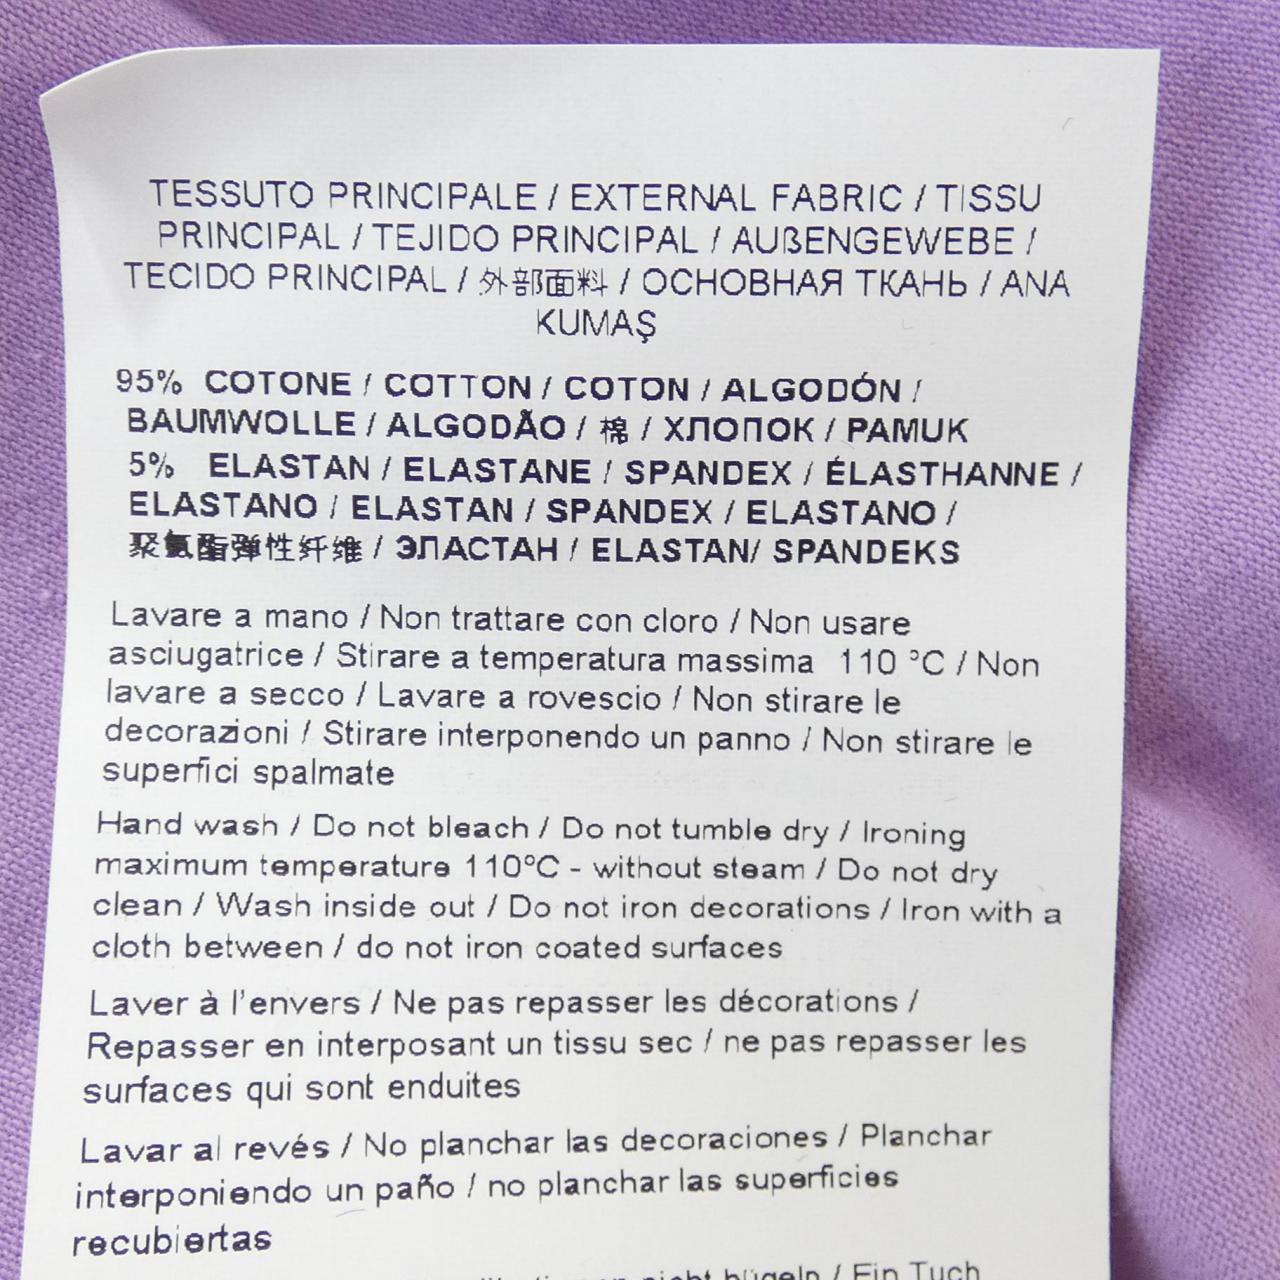 TESSUTO PRINCIPALE / EXTERNAL FABRIC / TISSU
PRINCIPAL / TEJIDO PRINCIPAL / AUßENGEWEBE /
TECIDO PRINCIPAL / 外部面料 / ОСНОВНАЯ ТКАНЬ / ANA
KUMAŞ
95% COTONE / COTTON / COTON / ALGODÓN /
BAUMWOLLE / ALGODÃO / 棉 / ХЛОПОК / PAMUK
5% ELASTAN / ELASTANE / SPANDEX / ÉLASTHANNE /
ELASTANO / ELASTAN / SPANDEX / ELASTANO /
聚氨酯弹性纤维 / ЭЛАСТАН / ELASTAN/ SPANDEKS
Lavare a mano / Non trattare con cloro / Non usare
asciugatrice / Stirare a temperatura massima 110 °C / Non
lavare a secco / Lavare a rovescio / Non stirare le
decorazioni / Stirare interponendo un panno / Non stirare le
superfici spalmate
Hand wash / Do not bleach / Do not tumble dry / Ironing
maximum temperature 110°C - without steam / Do not dry
clean / Wash inside out / Do not iron decorations / Iron with a
cloth between / do not iron coated surfaces
Laver à l'envers / Ne pas repasser les décorations /
Repasser en interposant un tissu sec / ne pas repasser les
surfaces qui sont enduites
Lavar al revés / No planchar las decoraciones / Planchar
interponiendo un paño / no planchar las superficies
recubiertas
nicht bügeln / Ein Tuch